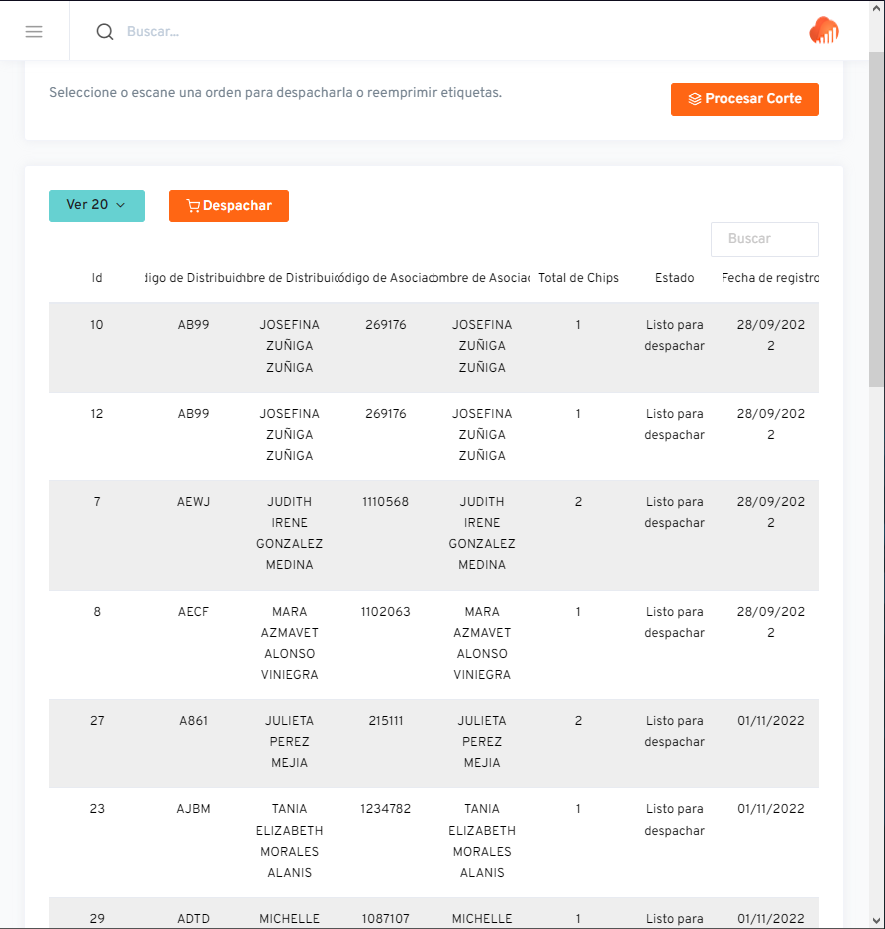 Buscar...
Seleccione o escane una orden para despacharla o reemprimir etiquetas.
Procesar Corte
Ver 20
Despachar
Buscar
Id digo de Distribuid bre de Distribui ódigo de Asociad mbre de Asociad Total de Chips Estado Fecha de registro
10 AB99 JOSEFINA 269176 JOSEFINA 1 Listo para 28/09/202
ZUÑIGA ZUÑIGA despachar 2
ZUÑIGA ZUÑIGA
12 AB99 JOSEFINA 269176 JOSEFINA 1 Listo para 28/09/202
ZUÑIGA ZUÑIGA despachar 2
ZUÑIGA ZUÑIGA
7 AEWJ JUDITH 1110568 JUDITH 2 Listo para 28/09/202
IRENE IRENE despachar 2
GONZALEZ GONZALEZ
MEDINA MEDINA
8 AECF MARA 1102063 MARA 1 Listo para 28/09/202
AZMAVET AZMAVET despachar 2
ALONSO ALONSO
VINIEGRA VINIEGRA
27 A861 JULIETA 215111 JULIETA 2 Listo para 01/11/2022
PEREZ PEREZ despachar
MEJIA MEJIA
23 AJBM TANIA 1234782 TANIA 1 Listo para 01/11/2022
ELIZABETH ELIZABETH despachar
MORALES MORALES
ALANIS ALANIS
29 ADTD MICHELLE 1087107 MICHELLE 1 Listo para 01/11/2022